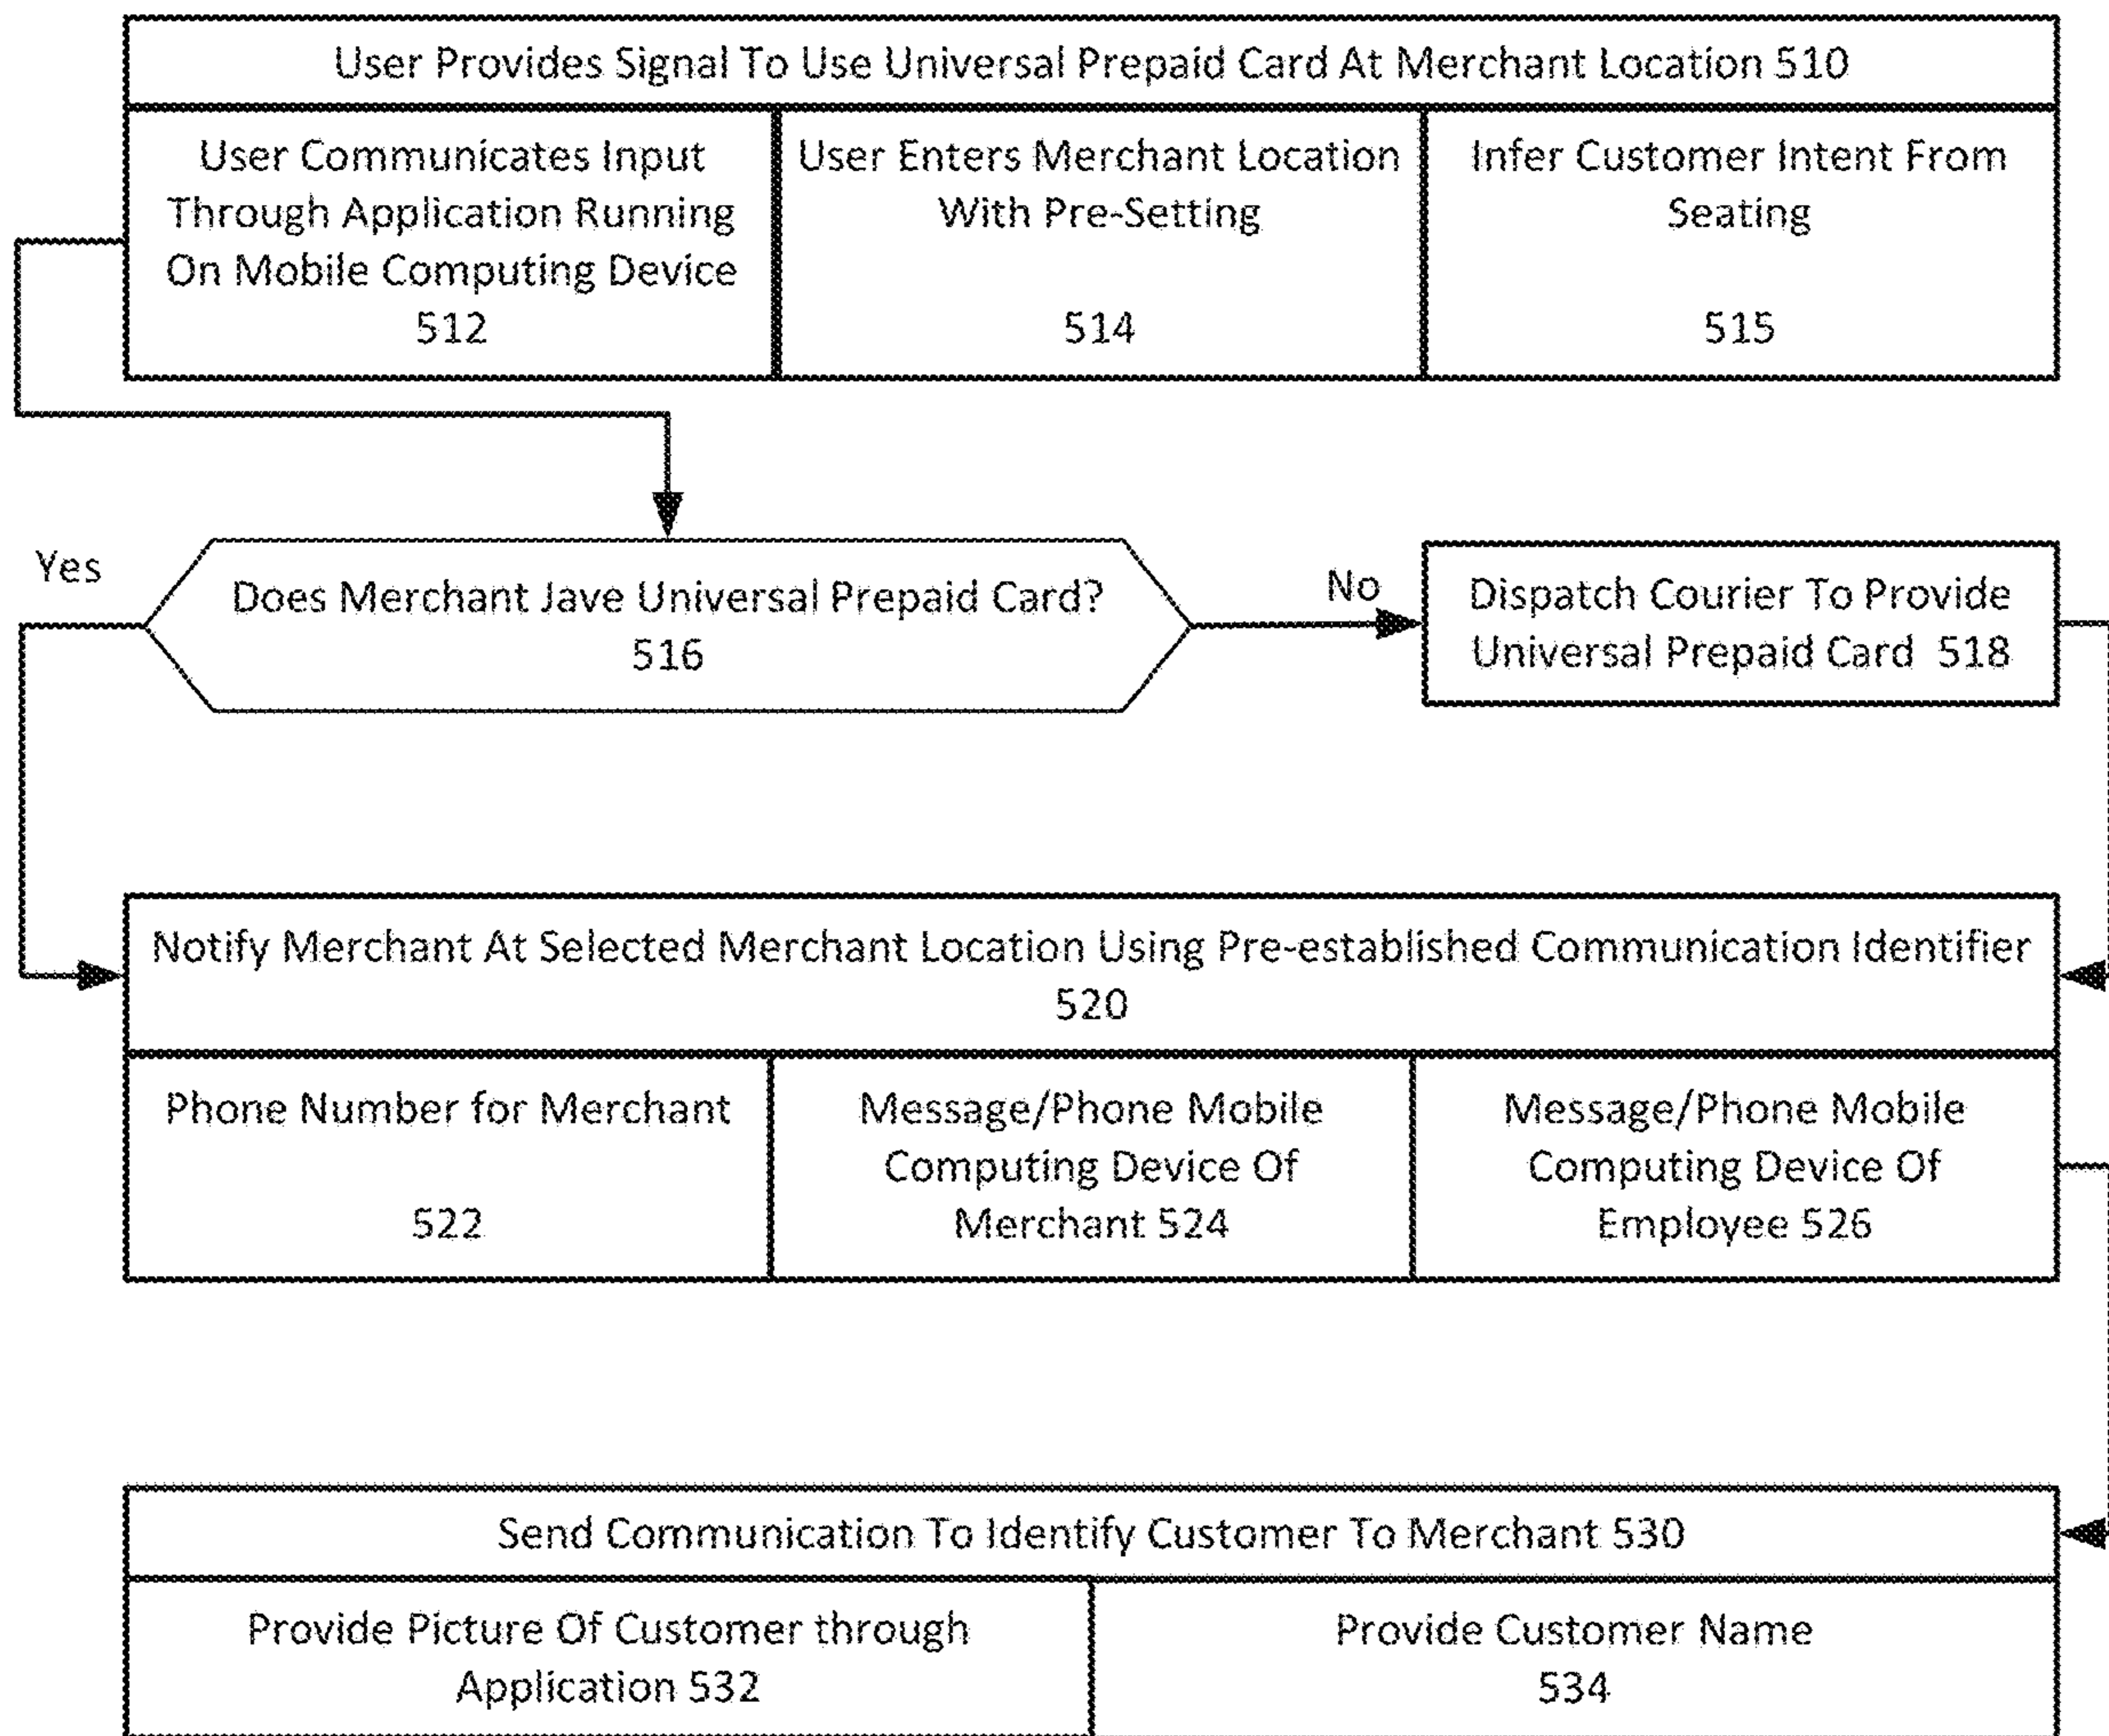 User Provides Signal To Use Universal Prepaid Card At Merchant Location 510
User Communicates Input
Through Application Running
On Mobile Computing Device
512
User Enters Merchant Location
With Pre-Setting
514
Infer Customer Intent From
Seating
515
Yes
Does Merchant Jave Universal Prepaid Card?
516
No
Dispatch Courier To Provide
Universal Prepaid Card 518
Notify Merchant At Selected Merchant Location Using Pre-established Communication Identifier
520
Phone Number for Merchant
522
Message/Phone Mobile
Computing Device Of
Merchant 524
Message/Phone Mobile
Computing Device Of
Employee 526
Send Communication To Identify Customer To Merchant 530
Provide Picture Of Customer through
Application 532
Provide Customer Name
534